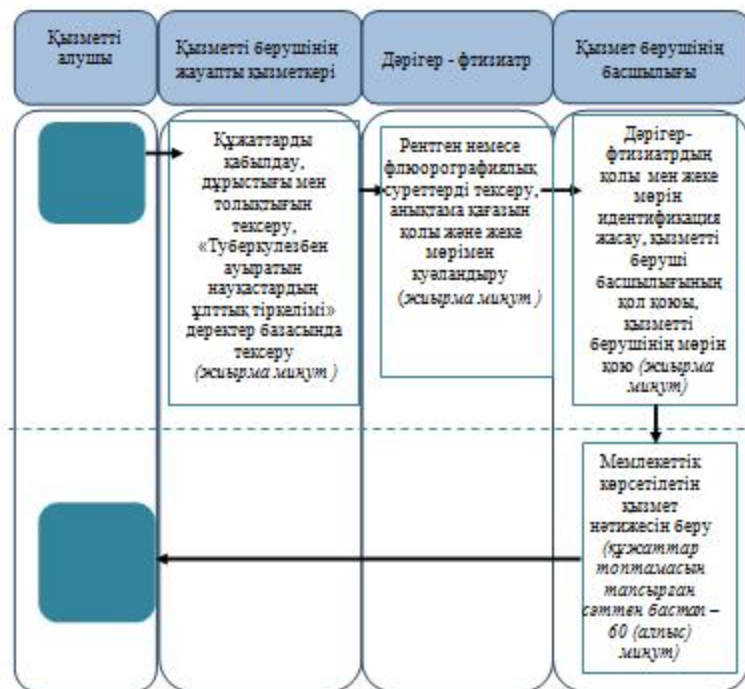 Қызметті
алушы
Қызметті берушінің
жауапты қызметкері
Дәрігер - фтизиатр
Қызмет берушінің
басшылығы
Құжаттарды
қабылдау,
дұрыстығы мен
толықтығын
тексеру,
«Туберкулезбен
ауыратын
науқастардың
ұлттық тіркелімі»
деректер базасында
тексеру
(жиырма минут )
Рентген немесе
флюорографиялық
суреттерді тексеру,
анықтама қағазын
қолы және жеке
мөрімен
куәландыру
(жиырма минут )
Дәрігер-
фтизиатрдың
қолы мен жеке
мөрін
идентификация
жасау, қызметті
беруші
басшылығының
қол қоюы,
қызметті
берушінің мөрін
қою (жиырма
минут)
Мемлекеттік
көрсетілетін
қызмет
нәтижесін беру
(құжаттар
топтамасын
тапсырған
сәттен бастап –
60 (алпыс)
минут)